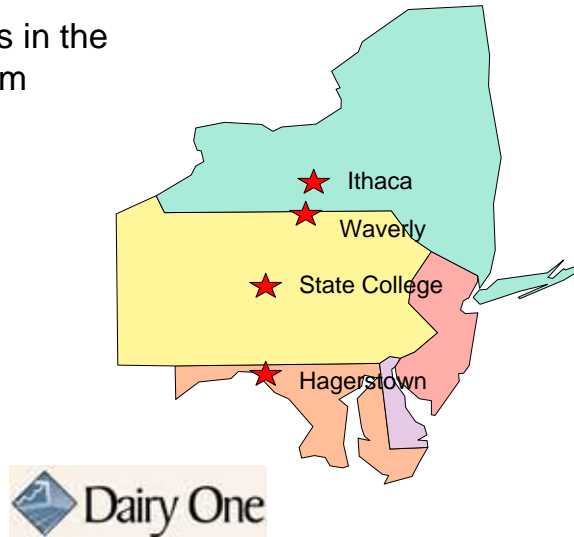 s in the
m
Ithaca
Waverly
State College
Hagerstown
Dairy One